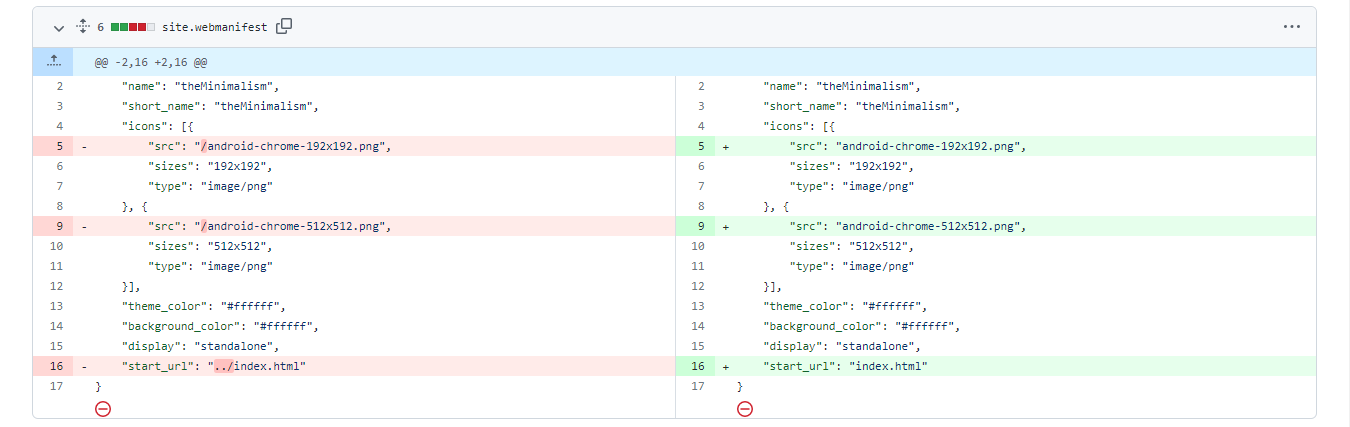 6 site.webmanifest
@@ -2,16 +2,16 @@
2 "name": "theMinimalism", 2 "name": "theMinimalism",
3 "short_name": "theMinimalism", 3 "short_name": "theMinimalism",
4 "icons": [{ 4 "icons": [{
5 - "src": "/android-chrome-192x192.png", 5 + "src": "android-chrome-192x192.png",
6 "sizes": "192x192", 6 "sizes": "192x192",
7 "type": "image/png" 7 "type": "image/png"
8 }, { 8 }, {
9 - "src": "/android-chrome-512x512.png", 9 + "src": "android-chrome-512x512.png",
10 "sizes": "512x512", 10 "sizes": "512x512",
11 "type": "image/png" 11 "type": "image/png"
12 }], 12 }],
13 "theme_color": "#ffffff", 13 "theme_color": "#ffffff",
14 "background_color": "#ffffff", 14 "background_color": "#ffffff",
15 "display": "standalone", 15 "display": "standalone",
16 - "start_url": "../index.html" 16 + "start_url": "index.html"
17 } 17 }